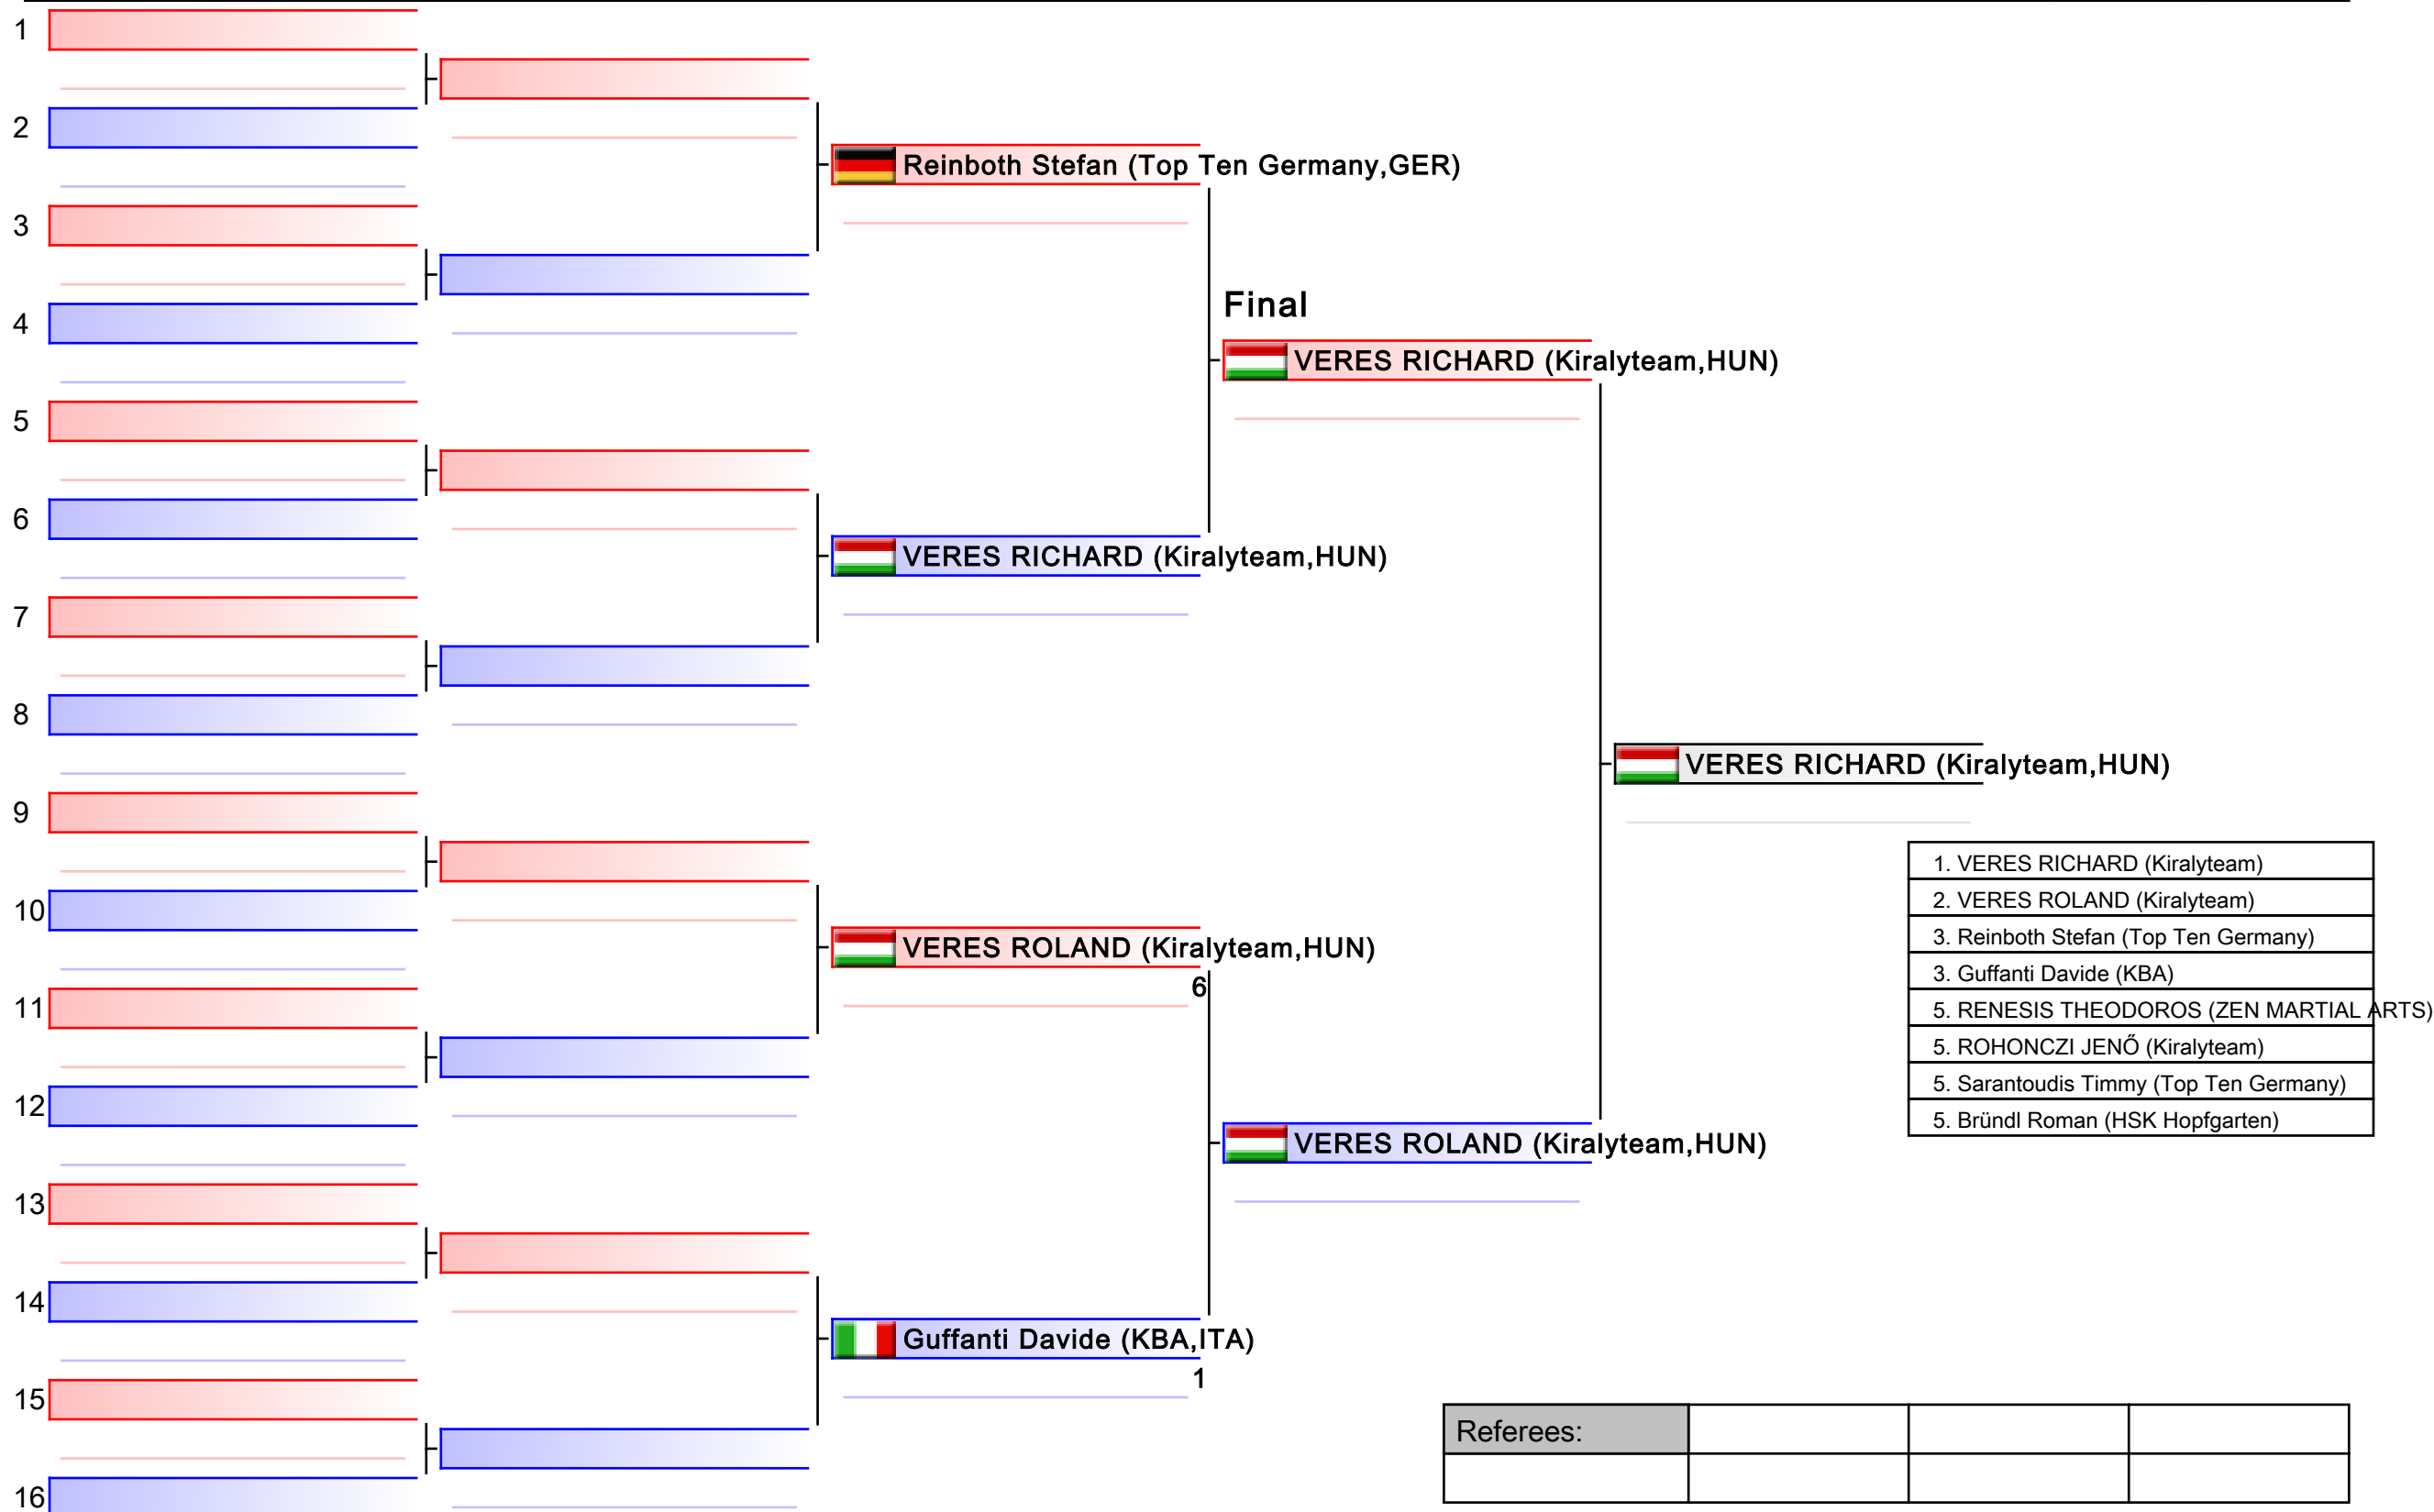 1
2
Reinboth Stefan (Top Ten Germany,GER)
3
Final
4
VERES RICHARD (Kiralyteam,HUN)
5
6
VERES RICHARD (Kiralyteam,HUN)
7
8
VERES RICHARD (Kiralyteam,HUN)
9
1. VERES RICHARD (Kiralyteam)
2. VERES ROLAND (Kiralyteam)
3. Reinboth Stefan (Top Ten Germany)
3. Guffanti Davide (KBA)
5. RENESIS THEODOROS (ZEN MARTIAL ARTS)
5. ROHONCZI JENŐ (Kiralyteam)
5. Sarantoudis Timmy (Top Ten Germany)
5. Bründl Roman (HSK Hopfgarten)
10
VERES ROLAND (Kiralyteam,HUN)
6
11
12
VERES ROLAND (Kiralyteam,HUN)
13
14
Guffanti Davide (KBA,ITA)
1
15
Referees:
16